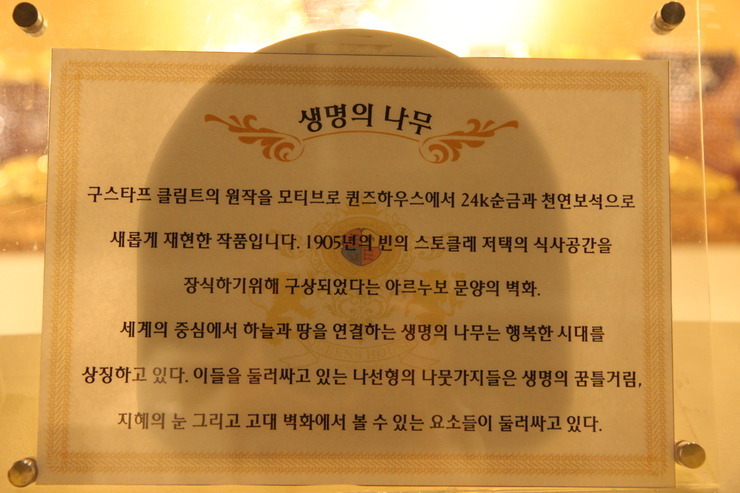 생명의 나무
구스타프 클림트의 원작을 모티브로 퀸즈하우스에서 24k순금과 천연보석으로
새롭게 재현한 작품입니다. 1905년의 빈의 스토클레 저택의 식사공간을
장식하기위해 구상되었다는 아르누보 문양의 벽화.
세계의 중심에서 하늘과 땅을 연결하는 생명의 나무는 행복한 시대를
상징하고 있다. 이들을 둘러싸고 있는 나선형의 나뭇가지들은 생명의 꿈틀거림,
지혜의 눈 그리고 고대 벽화에서 볼 수 있는 요소들이 둘러싸고 있다.